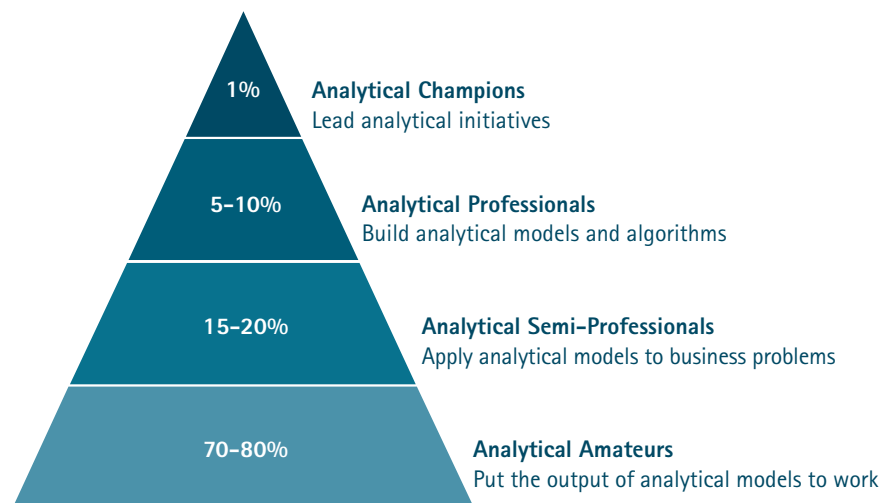 1%
Analytical Champions
Lead analytical initiatives
5-10%
Analytical Professionals
Build analytical models and algorithms
15-20%
Analytical Semi-Professionals
Apply analytical models to business problems
70-80%
Analytical Amateurs
Put the output of analytical models to work